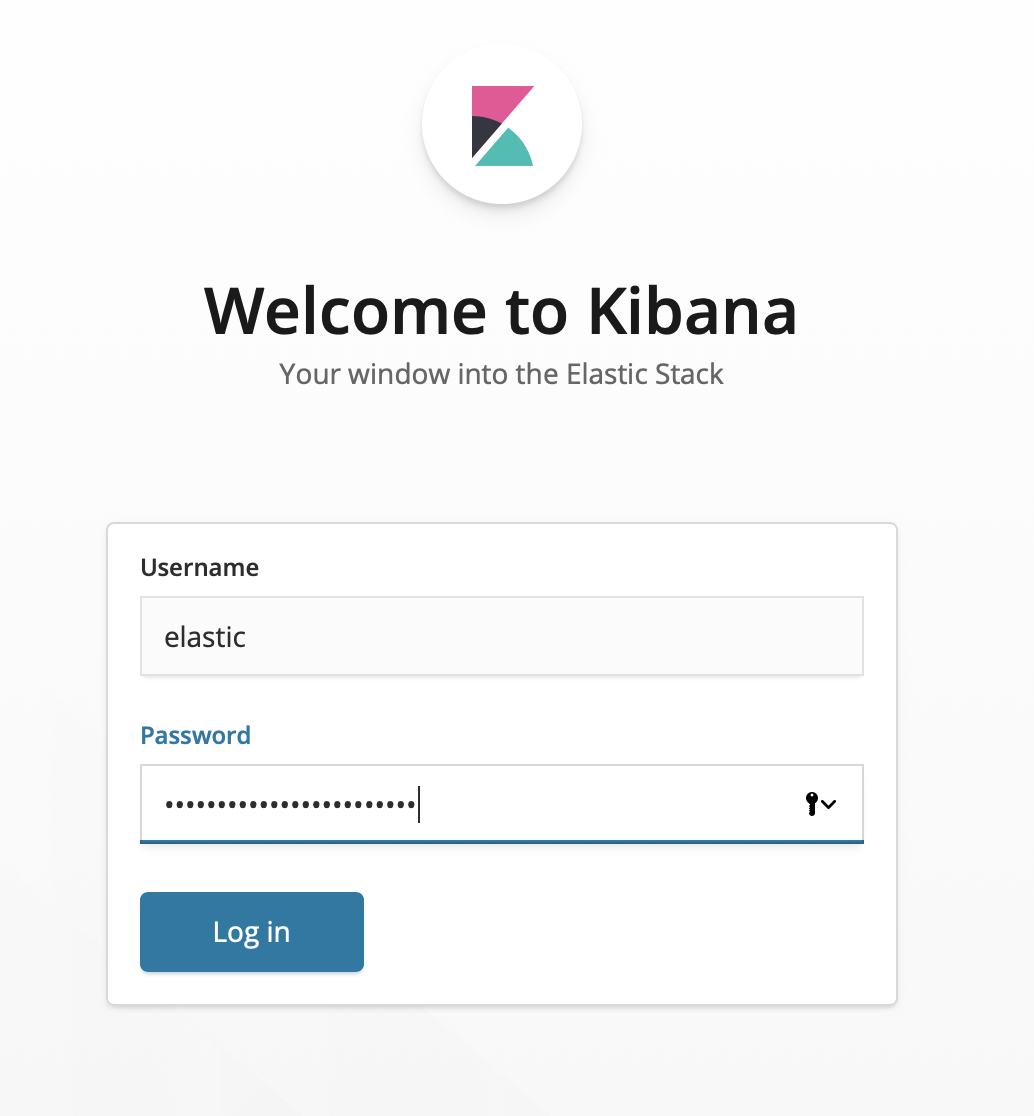 Welcome to Kibana
Your window into the Elastic Stack
Username
elastic
Password
••••••••••••••••••••••••
Log in